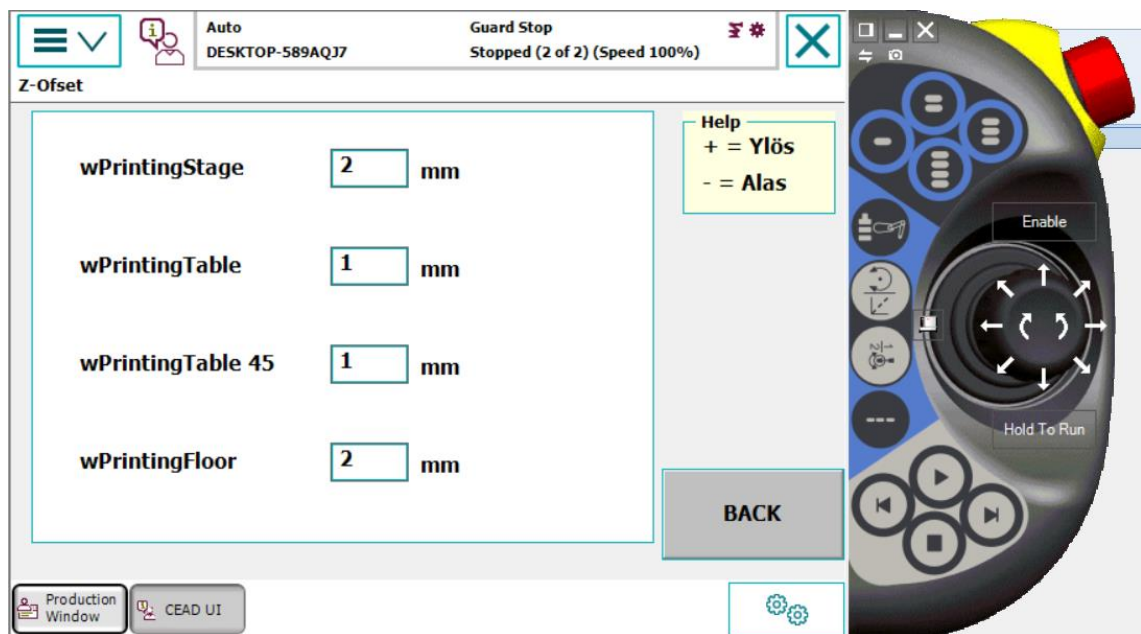 Auto
DESKTOP-589AQJ7
Guard Stop
Stopped (2 of 2) (Speed 100%)
Z-Ofset
wPrintingStage 2 mm
wPrintingTable 1 mm
wPrintingTable 45 1 mm
wPrintingFloor 2 mm
Help
+ = Ylös
- = Alas
BACK
Production
Window
CEAD UI
Enable
Hold To Run